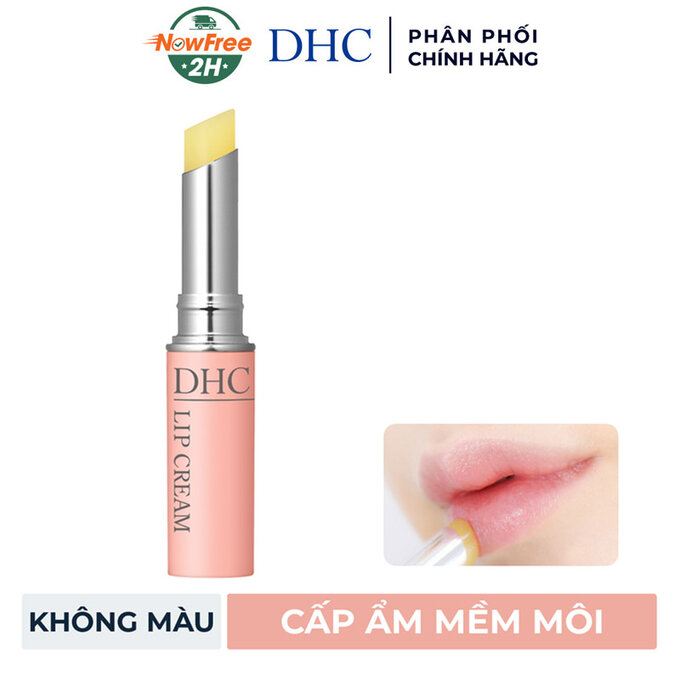 NowFree
2H
DHC
PHÂN PHỐI
CHÍNH HÃNG
DHC
LIP CREAM
KHÔNG MÀU
CẤP ẨM MỀM MÔI